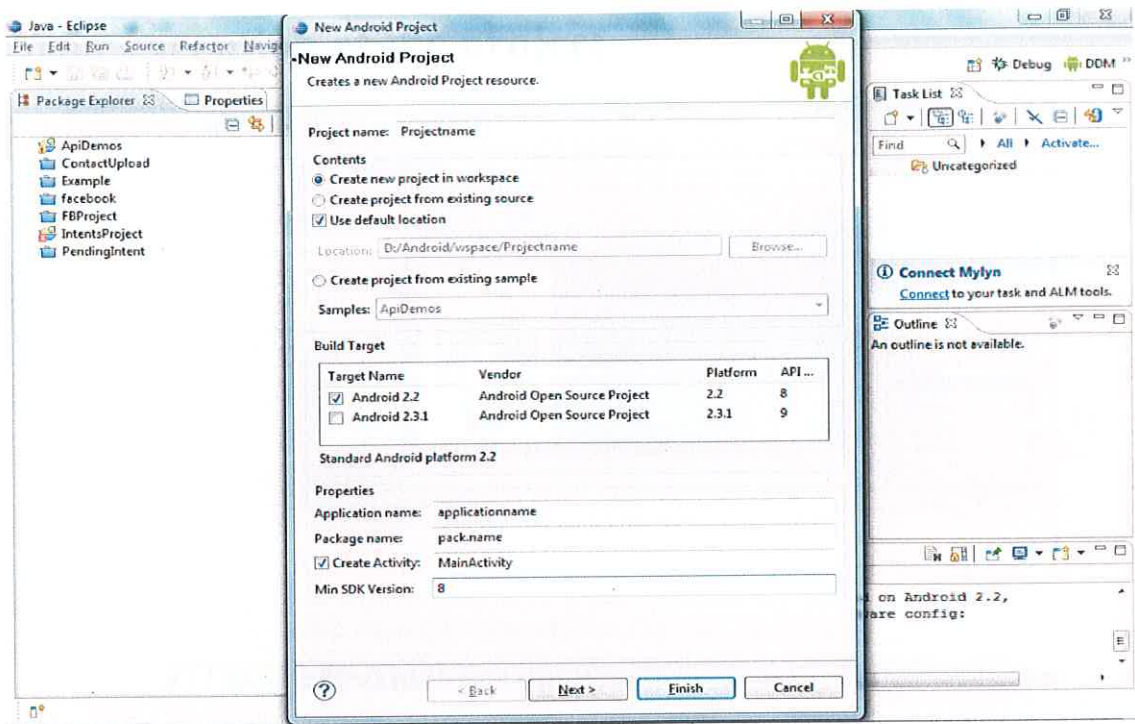 Java - Eclipse
File Edit Run Source Refactor Navig
Package Explorer
Properties
ApiDemos
ContactUpload
Example
facebook
FBProject
IntentsProject
PendingIntent
New Android Project
New Android Project
Creates a new Android Project resource.
Project name: Projectname
Contents
Create new project in workspace
Create project from existing source
Use default location
Location: D:/Android/wspace/Projectname Browse...
Create project from existing sample
Samples: ApiDemos
Build Target
Target Name Vendor Platform API ...
Android 2.2 Android Open Source Project 2.2 8
Android 2.3.1 Android Open Source Project 2.3.1 9
Standard Android platform 2.2
Properties
Application name: applicationname
Package name: pack.name
Create Activity: MainActivity
Min SDK Version: 8
< Back Next > Finish Cancel
Debug DDM
Task List
Find All Activate...
Uncategorized
Connect Mylyn
Connect to your task and ALM tools.
Outline
An outline is not available.
on Android 2.2,
are config: